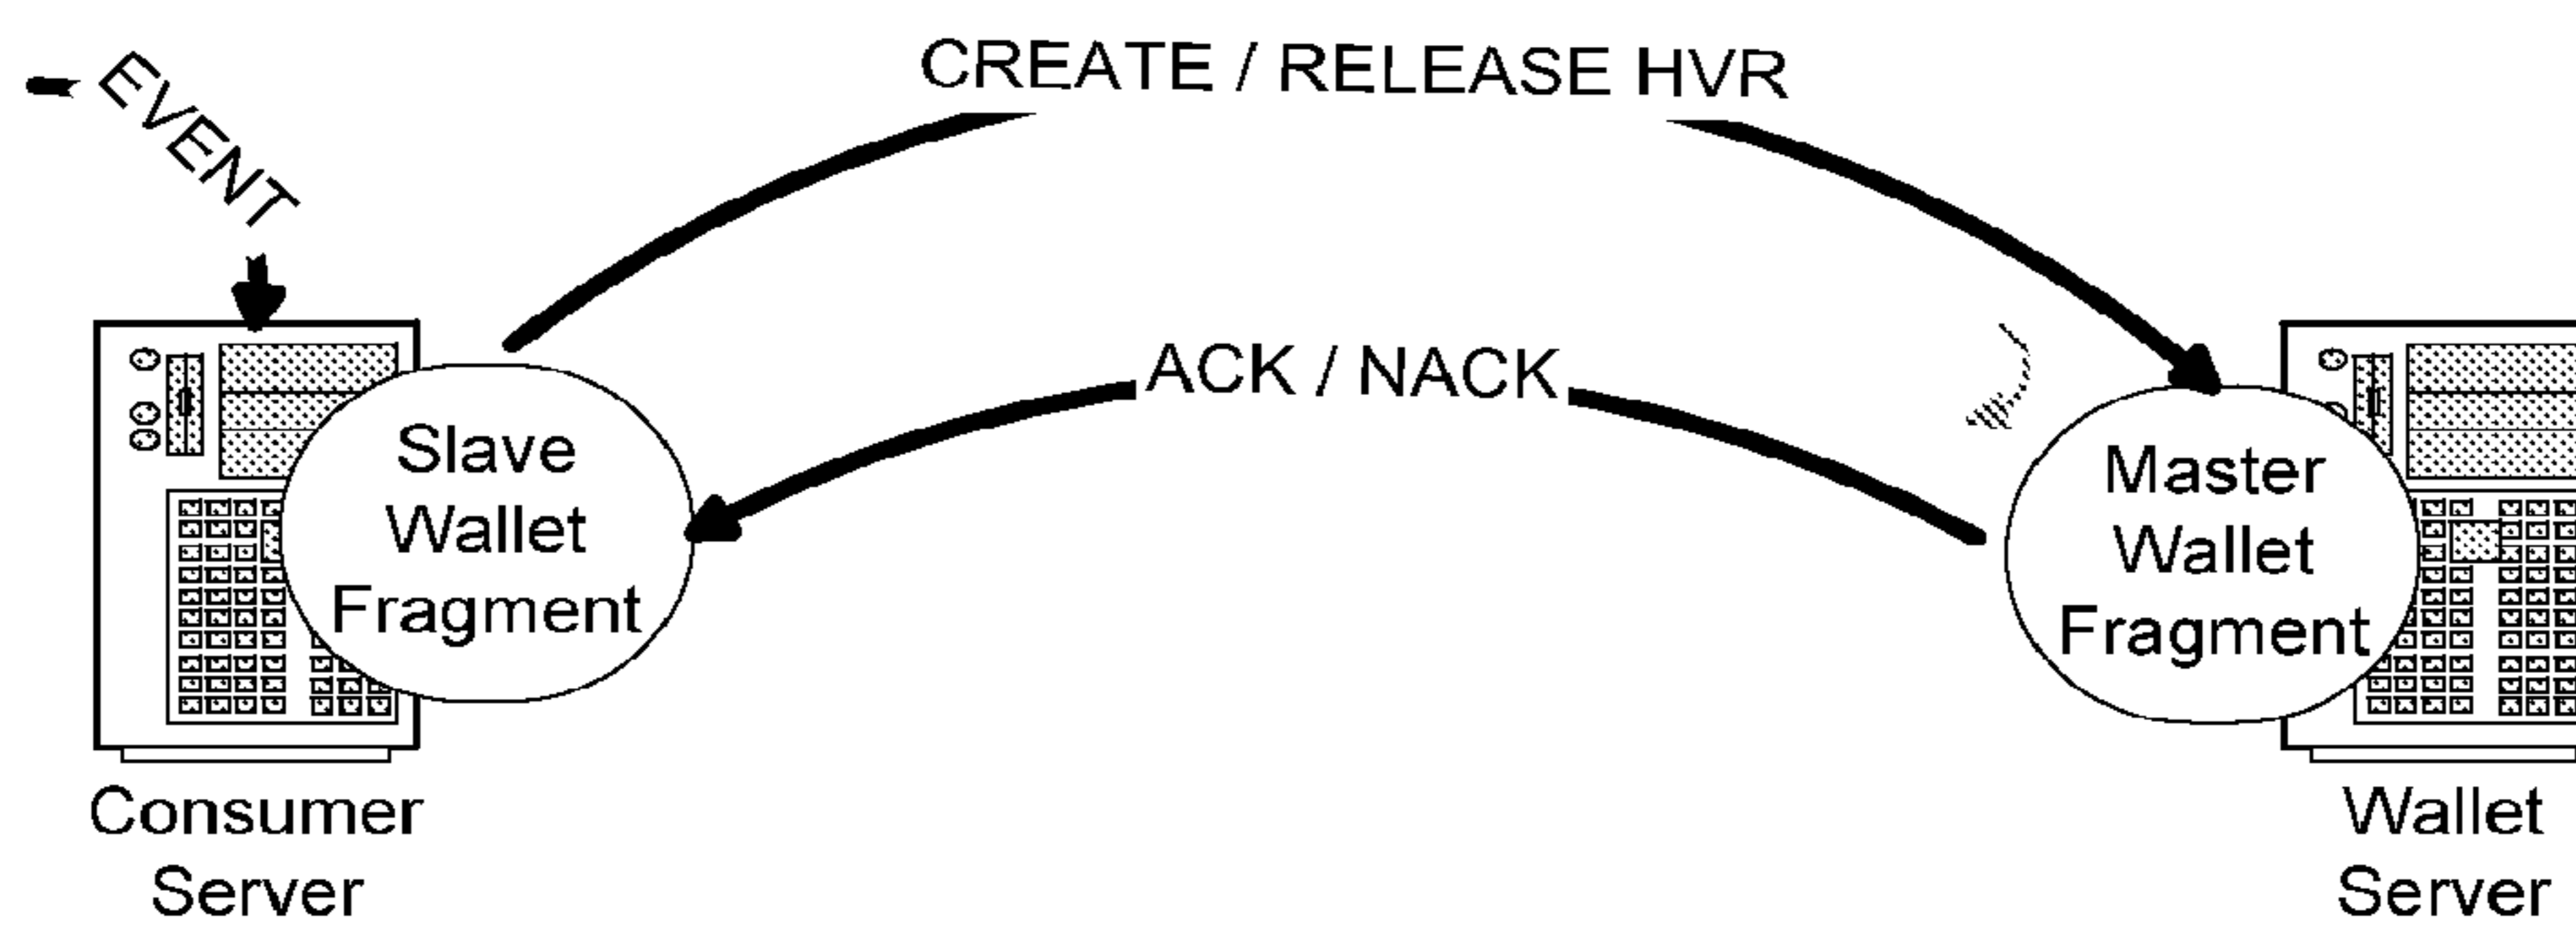 EVENT
CREATE / RELEASE HVR
ACK / NACK
Slave
Wallet
Fragment
Master
Wallet
Fragment
Consumer
Server
Wallet
Server